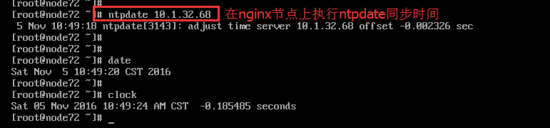 [root@node72 ~]#
[root@node72 ~]# ntpdate 10.1.32.68 在nginx节点上执行ntpdate同步时间
 5 Nov 10:49:18 ntpdate[3143]: adjust time server 10.1.32.68 offset -0.002326 sec
[root@node72 ~]#
[root@node72 ~]#
[root@node72 ~]# date
Sat Nov  5 10:49:20 CST 2016
[root@node72 ~]#
[root@node72 ~]# clock
Sat 05 Nov 2016 10:49:24 AM CST  -0.185485 seconds
[root@node72 ~]# _